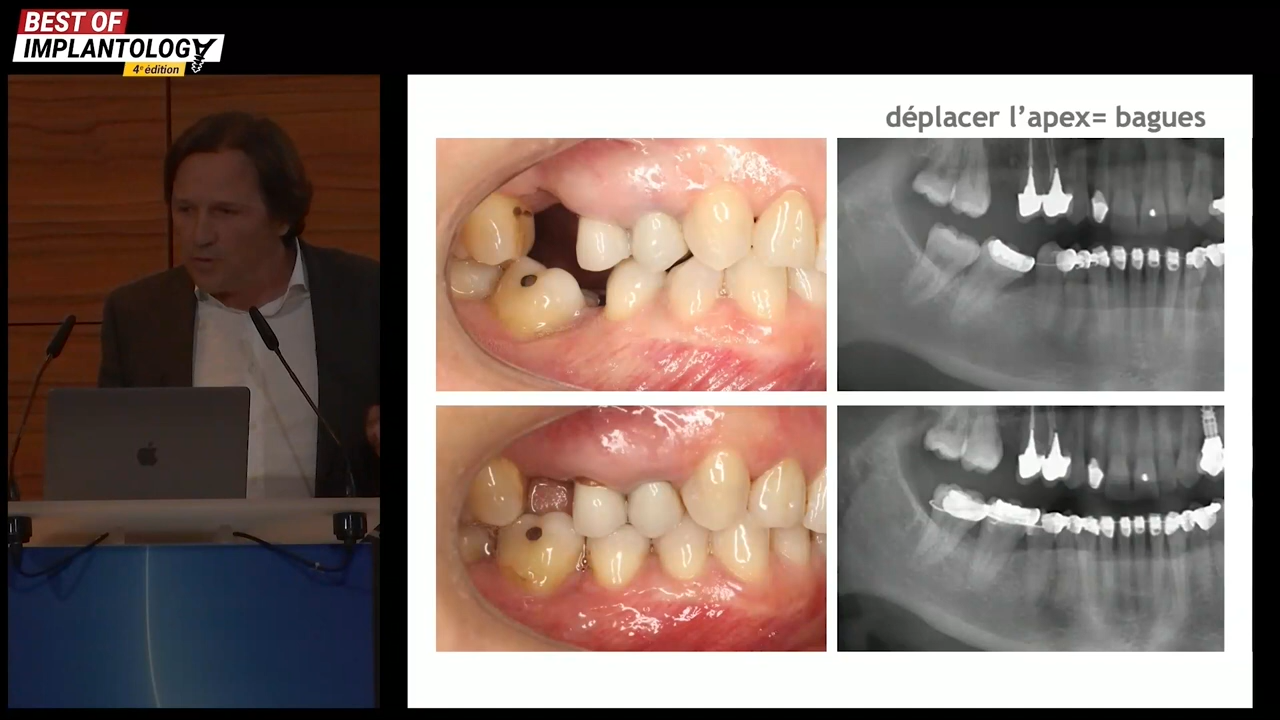 BEST OF
IMPLANTOLOGY
4e édition
déplacer l'apex= bagues